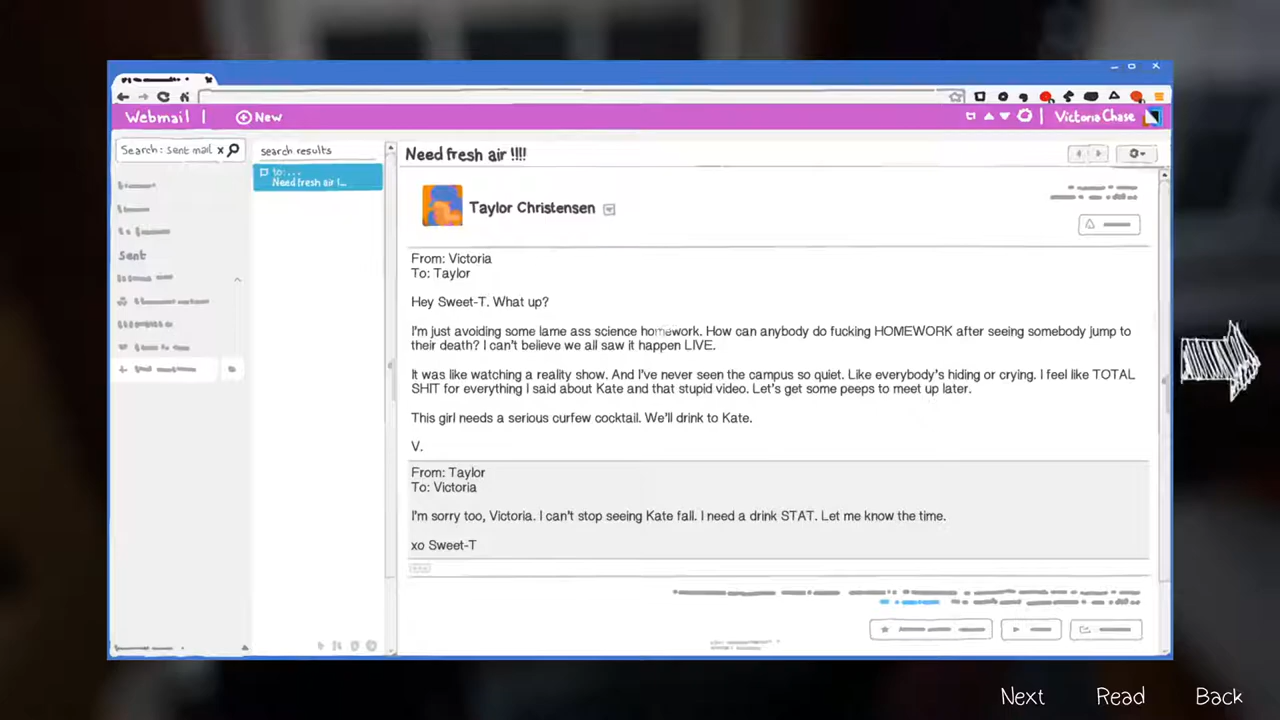 Webmail | New
Victoria Chase
Search: sent mail x
search results
Need fresh air !!!!
to: ...
Need fresh air !...
Taylor Christensen
Sent
From: Victoria
To: Taylor
Hey Sweet-T. What up?
I'm just avoiding some lame ass science homework. How can anybody do fucking HOMEWORK after seeing somebody jump to
their death? I can't believe we all saw it happen LIVE.
It was like watching a reality show. And I've never seen the campus so quiet. Like everybody's hiding or crying. I feel like TOTAL
SHIT for everything I said about Kate and that stupid video. Let's get some peeps to meet up later.
This girl needs a serious curfew cocktail. We'll drink to Kate.
V.
From: Taylor
To: Victoria
I'm sorry too, Victoria. I can't stop seeing Kate fall. I need a drink STAT. Let me know the time.
xo Sweet-T
Next Read Back